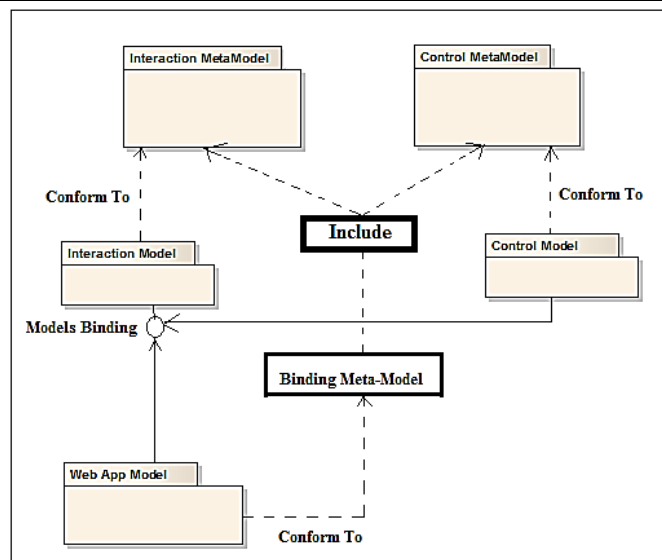 Interaction MetaModel
Control MetaModel
Conform To
Conform To
Include
Interaction Model
Control Model
Models Binding
Binding Meta-Model
Web App Model
Conform To